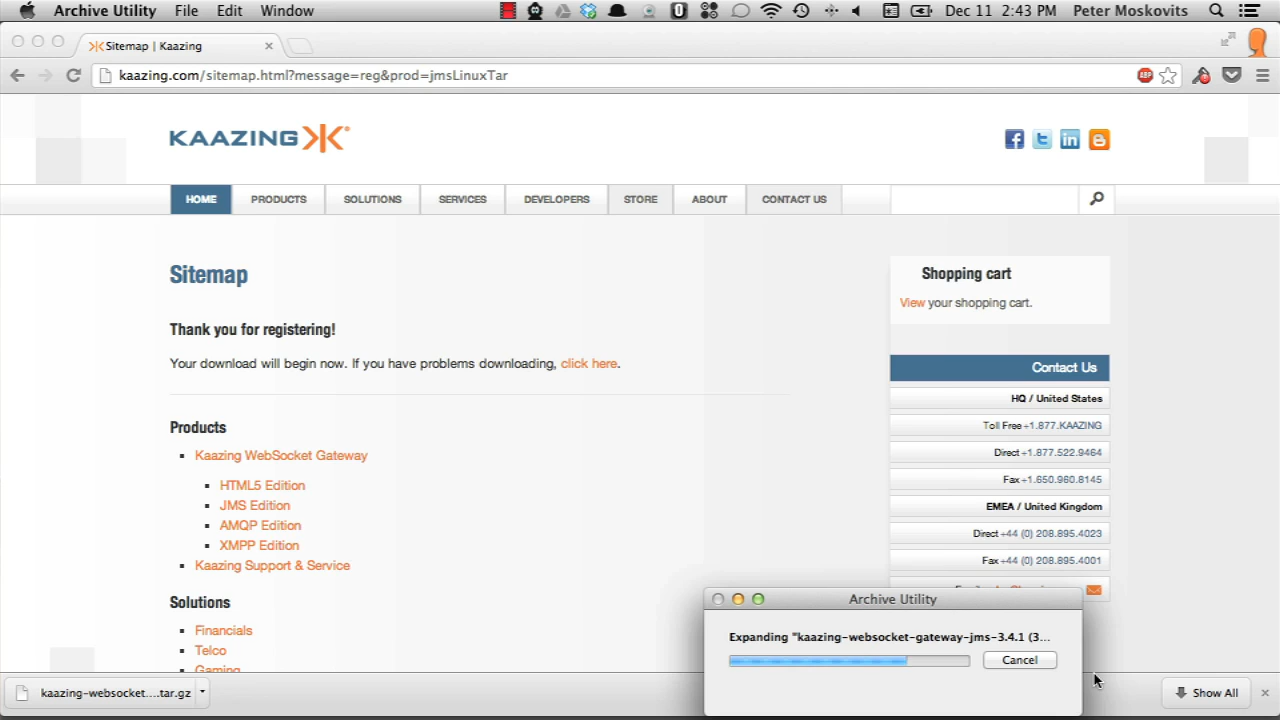 Archive Utility File Edit Window Dec 11 2:43 PM Peter Moskovits
Sitemap | Kaazing
kaazing.com/sitemap.html?message=reg&prod=jmsLinuxTar
ABP
KAAZING
HOME PRODUCTS SOLUTIONS SERVICES DEVELOPERS STORE ABOUT CONTACT US
Sitemap
Thank you for registering!
Your download will begin now. If you have problems downloading, click here.
Products
Kaazing WebSocket Gateway
HTML5 Edition
JMS Edition
AMQP Edition
XMPP Edition
Kaazing Support & Service
Solutions
Financials
Telco
Gaming
Shopping cart
View your shopping cart.
Contact Us
HQ / United States
Toll Free +1.877.KAAZING
Direct +1.877.522.9464
Fax +1.650.960.8145
EMEA / United Kingdom
Direct +44 (0) 208.895.4023
Fax +44 (0) 208.895.4001
Archive Utility
Expanding "kaazing-websocket-gateway-jms-3.4.1 (3...
Cancel
kaazing-websocket....tar.gz
Show All